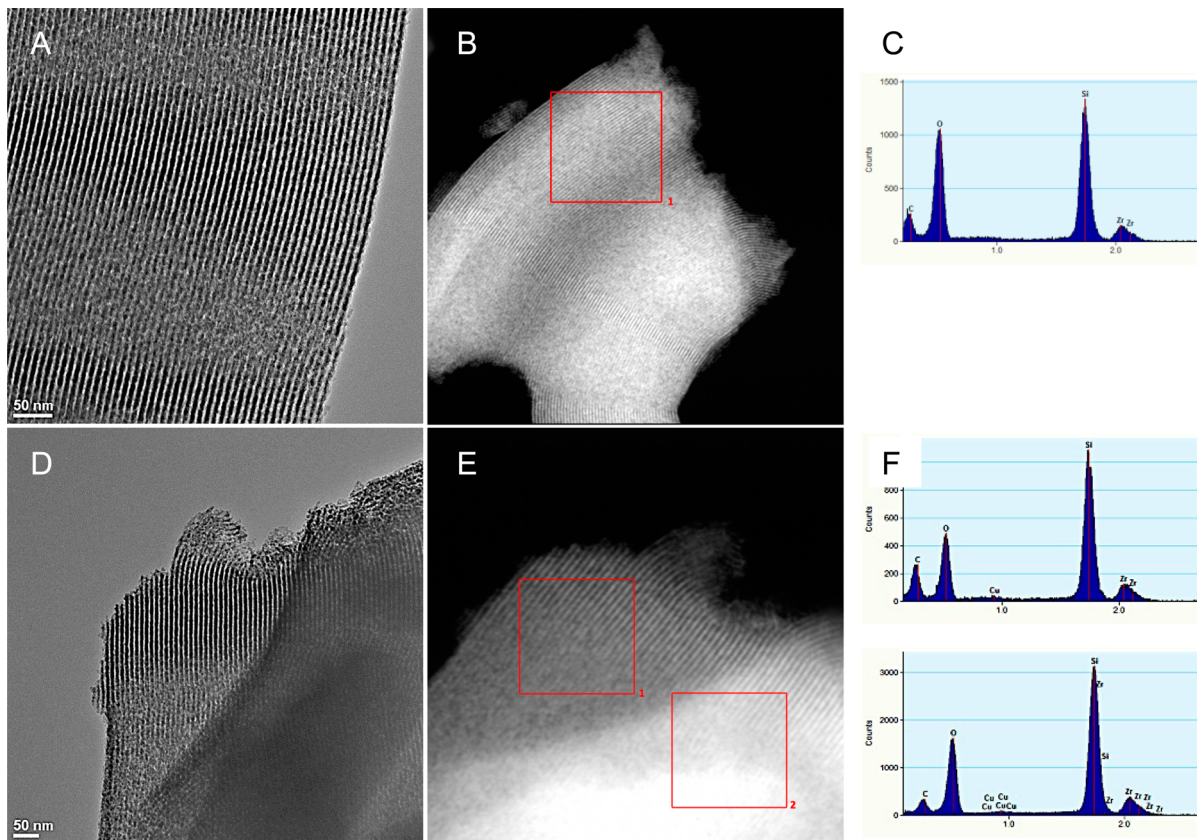 A
50 nm
B
1
C
1500
1000
500
0
Counts
C
O
Si
Zr Zr
1.0
2.0
D
50 nm
E
1
2
F
800
600
400
200
0
Counts
C
O
Cu
Si
Zr Zr
1.0
2.0
3000
2000
1000
0
Counts
C
O
Cu Cu
Cu CuCu
Si
Zr
Si
Zr
Zr Zr Zr
Zr Zr
1.0
2.0